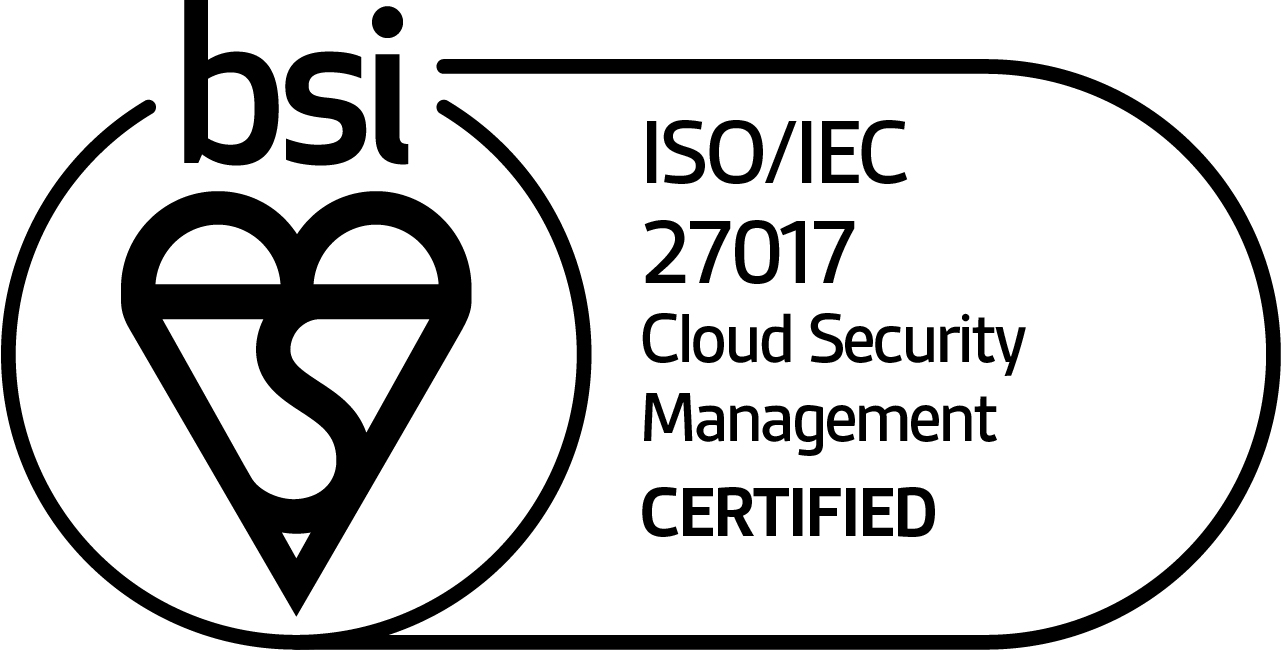 bsi
ISO/IEC
27017
Cloud Security
Management
CERTIFIED